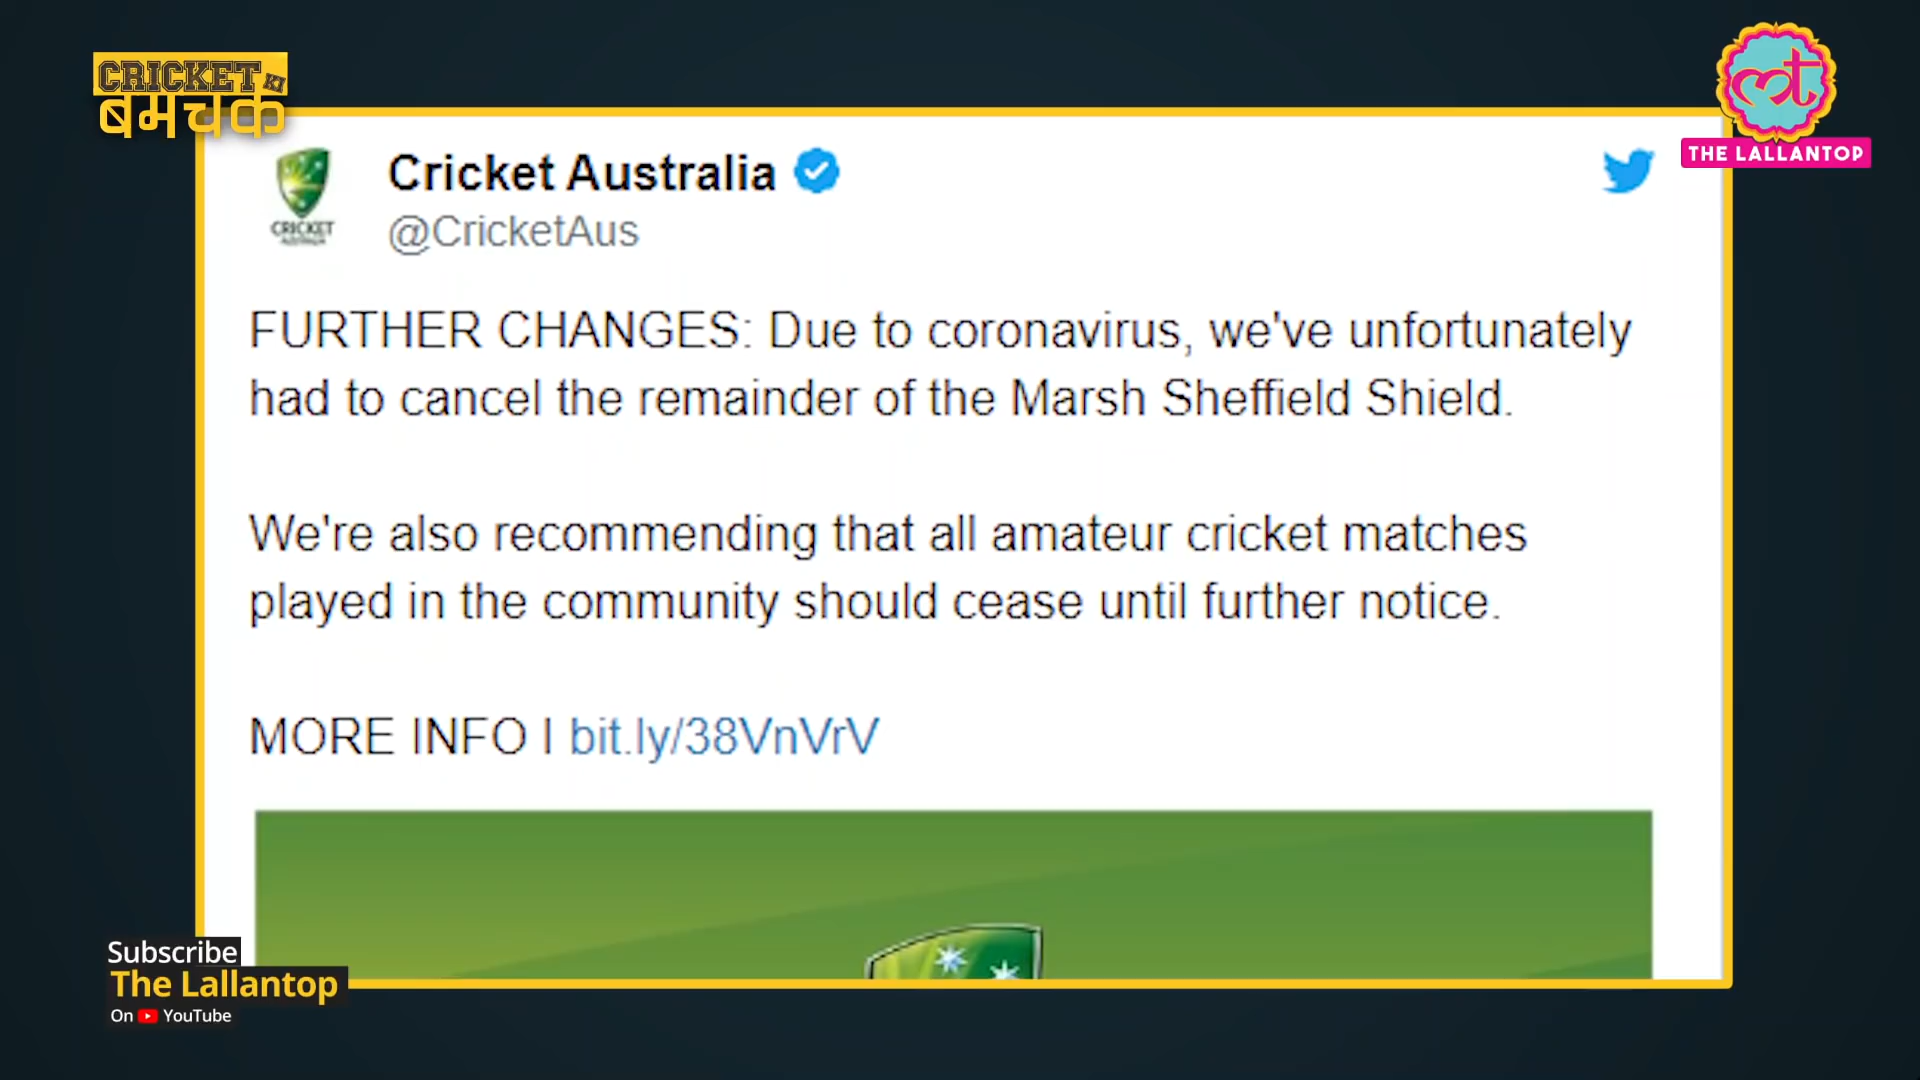 CRICKET KI
बमचक
THE LALLANTOP
Cricket Australia
@CricketAus
CRICKET
AUSTRALIA
FURTHER CHANGES: Due to coronavirus, we've unfortunately
had to cancel the remainder of the Marsh Sheffield Shield.
We're also recommending that all amateur cricket matches
played in the community should cease until further notice.
MORE INFO I bit.ly/38VnVrV
Subscribe
The Lallantop
On YouTube